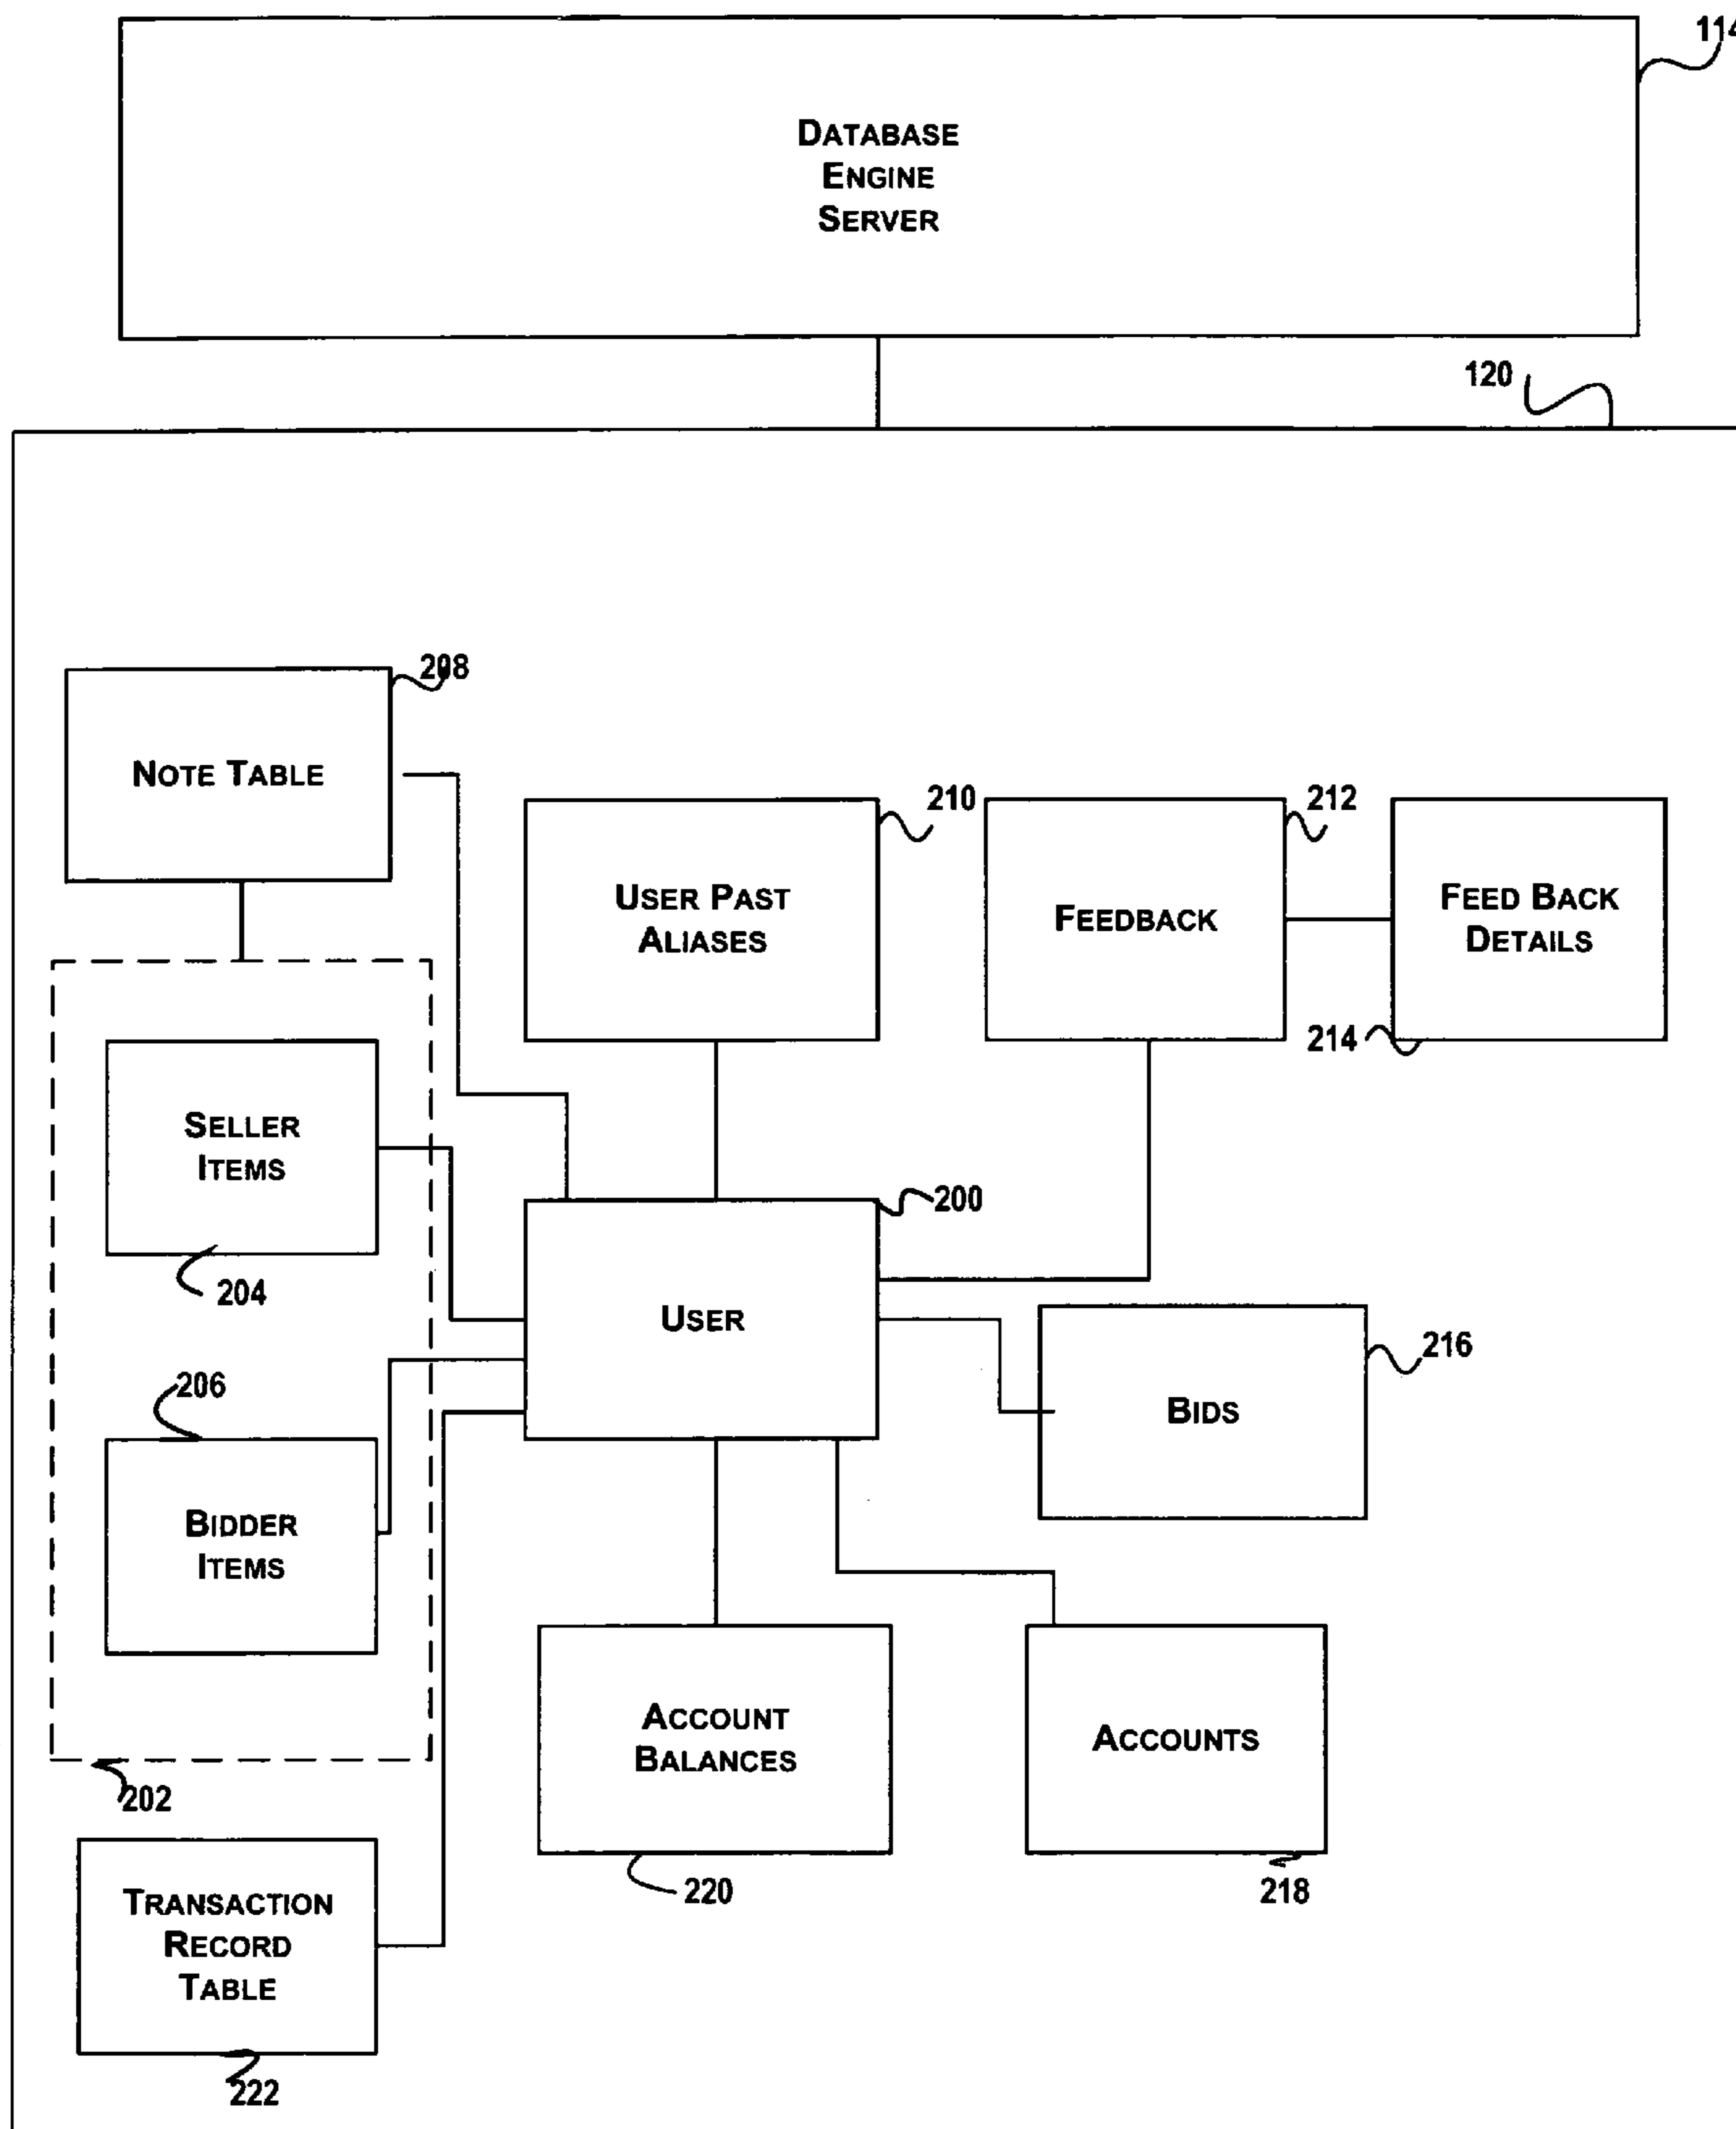 114
DATABASE
ENGINE
SERVER
120
208
NOTE TABLE
210
USER PAST
ALIASES
212
FEEDBACK
FEED BACK
DETAILS
214
SELLER
ITEMS
204
200
USER
216
BIDS
206
BIDDER
ITEMS
202
ACCOUNT
BALANCES
220
ACCOUNTS
218
TRANSACTION
RECORD
TABLE
222